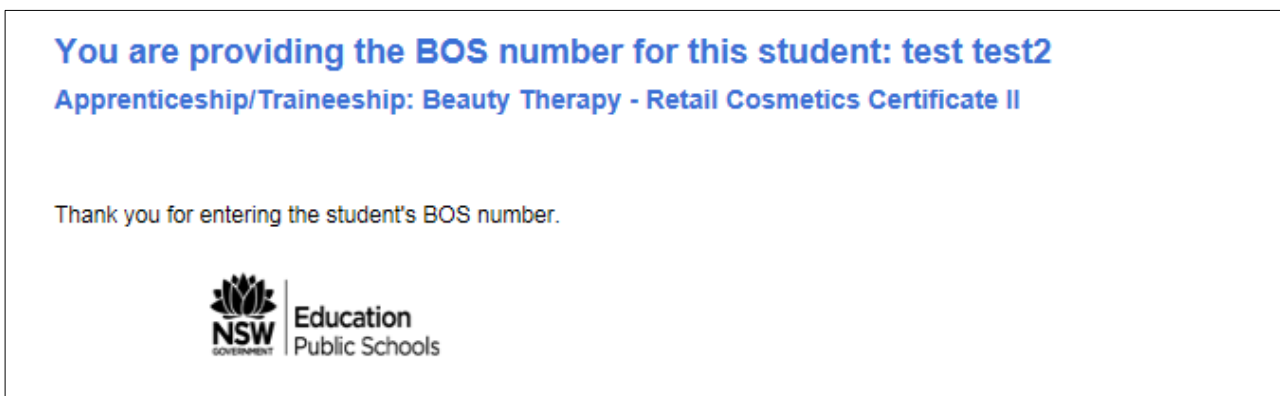 You are providing the BOS number for this student: test test2
Apprenticeship/Traineeship: Beauty Therapy - Retail Cosmetics Certificate II
Thank you for entering the student's BOS number.
NSW
GOVERNMENT
Education
Public Schools